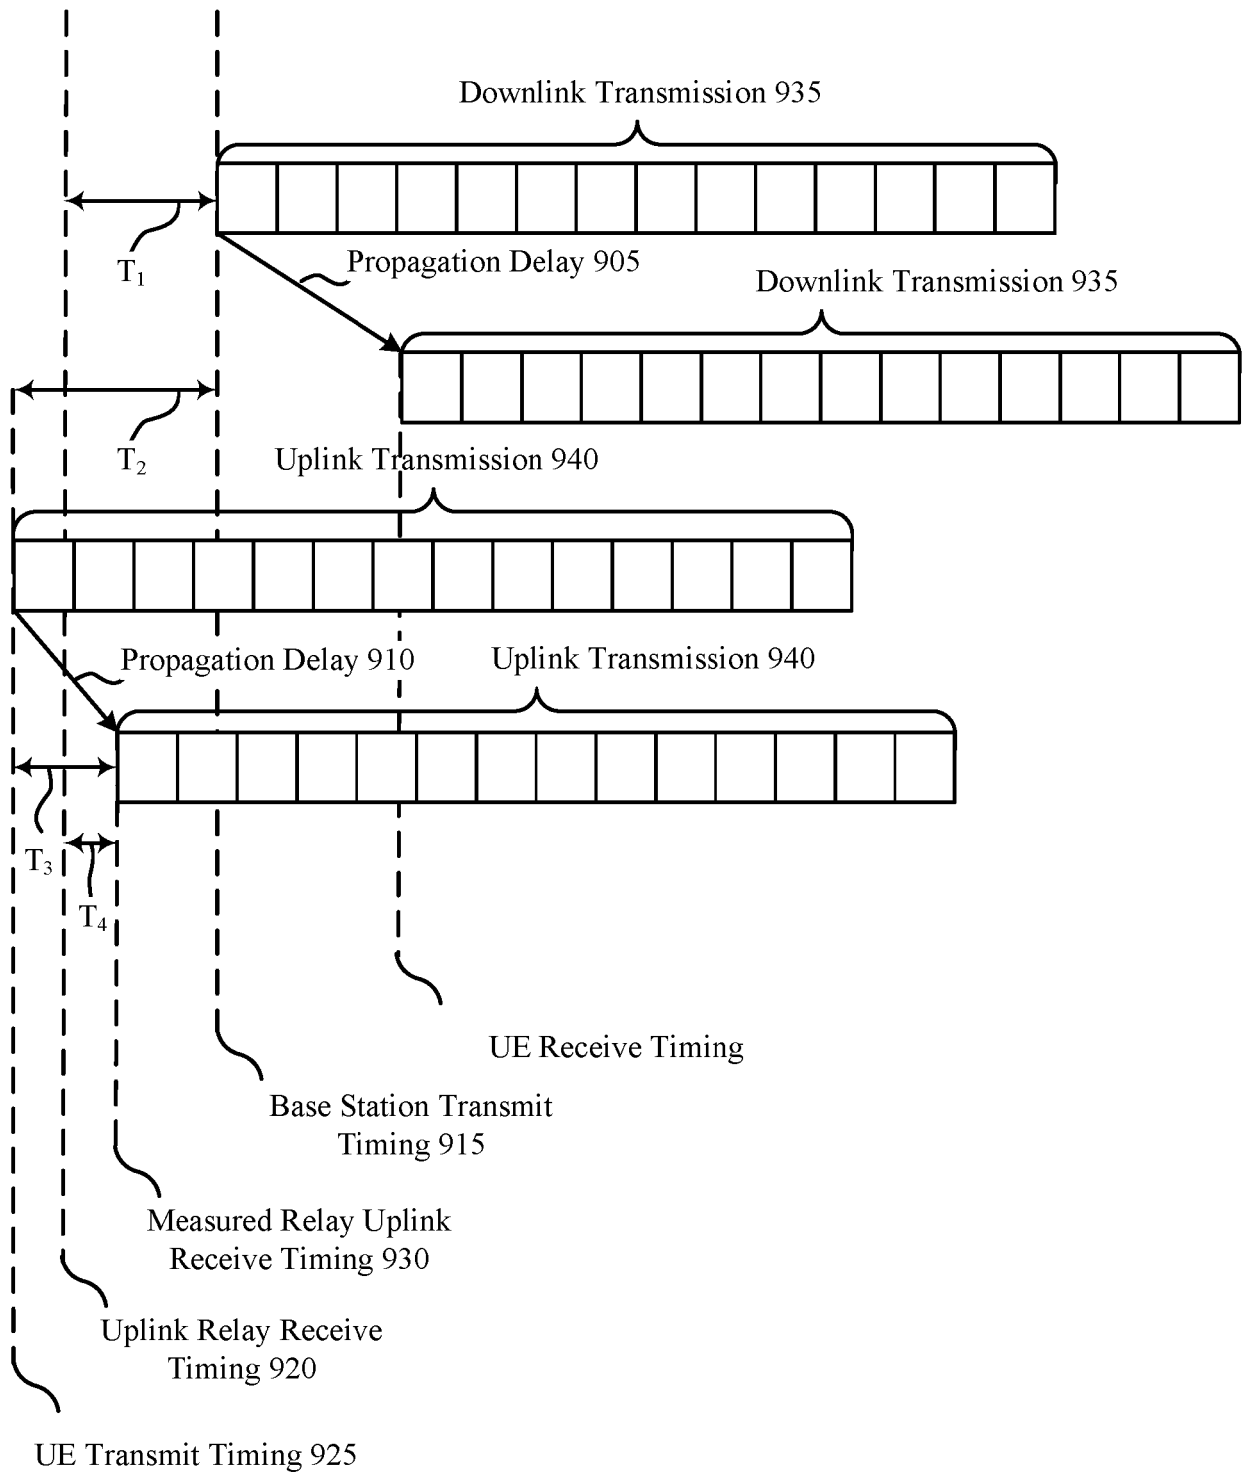 Downlink Transmission 935
T1
Propagation Delay 905
Downlink Transmission 935
T2
Uplink Transmission 940
Propagation Delay 910
Uplink Transmission 940
T3
T4
UE Receive Timing
Base Station Transmit
Timing 915
Measured Relay Uplink
Receive Timing 930
Uplink Relay Receive
Timing 920
UE Transmit Timing 925